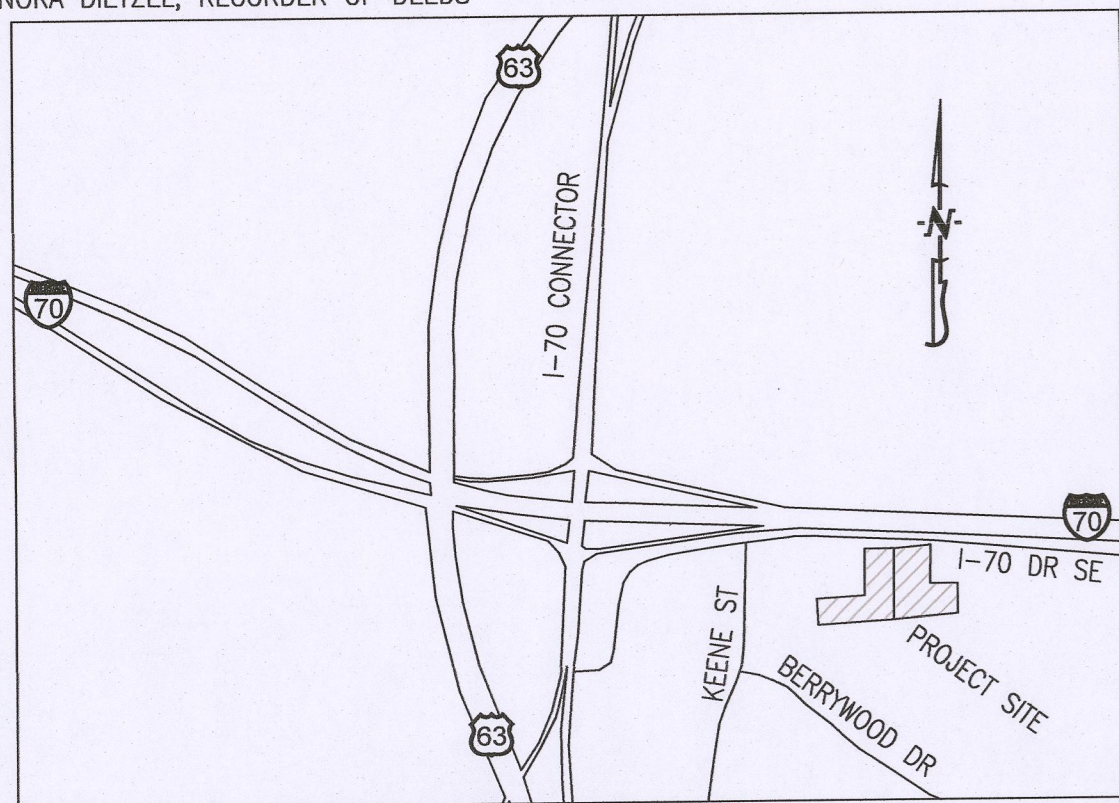 NORA DIETZEL, RECORDER OF DEEDS
63
I-70 CONNECTOR
N
70
70
I-70 DR SE
KEENE ST
PROJECT SITE
BERRYWOOD DR
63